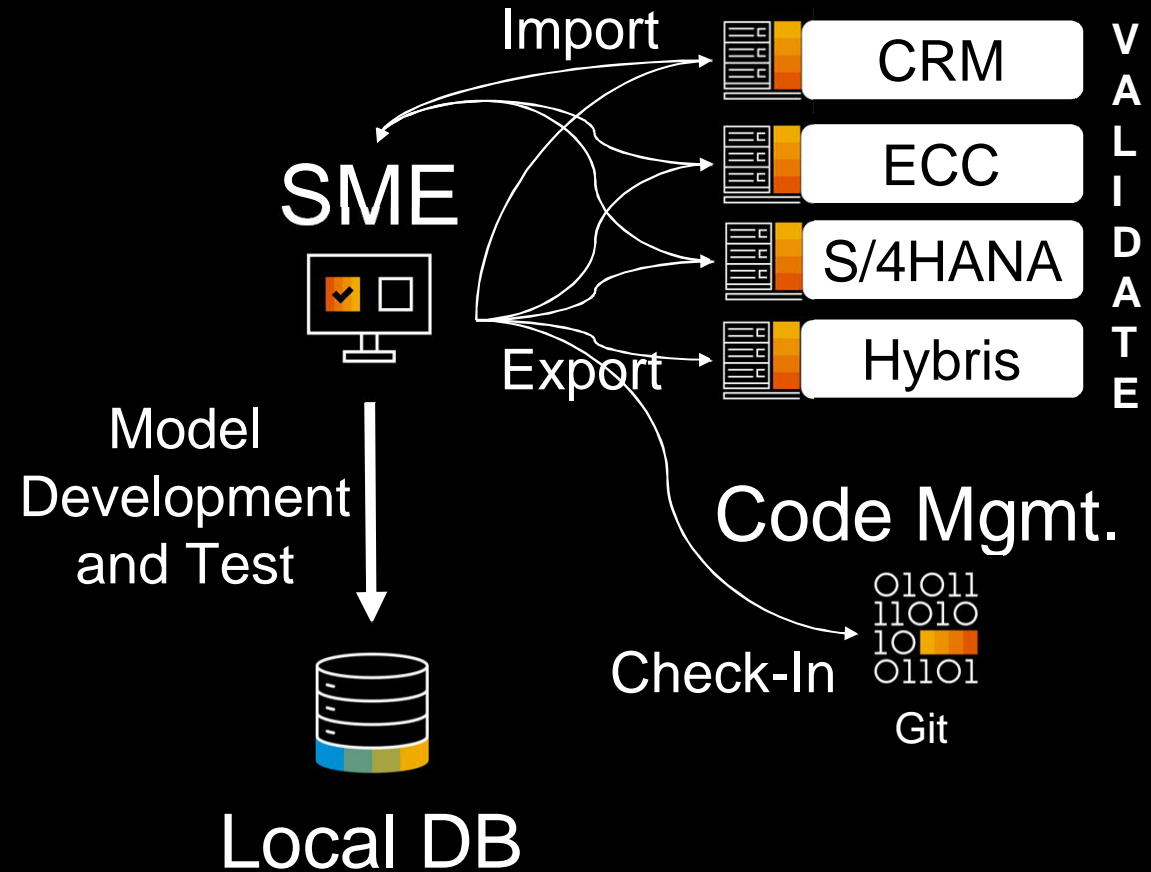 Import
CRM
ECC
S/4HANA
Hybris
VALIDATE
SME
Export
Model
Development
and Test
Local DB
Code Mgmt.
01011
11010
10
01101
Check-In
Git